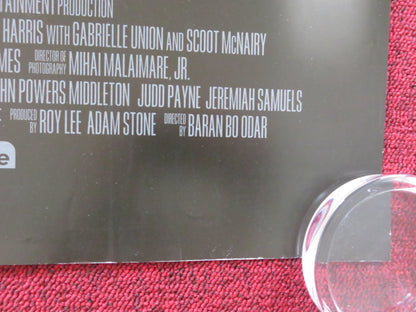 TAINMENT PRODUCTION
HARRIS WITH GABRIELLE UNION AND SCOOT McNAIRY
MES DIRECTOR OF PHOTOGRAPHY MIHAI MALAIMARE, JR.
HN POWERS MIDDLETON JUDD PAYNE JEREMIAH SAMUELS
PRODUCED BY ROY LEE ADAM STONE DIRECTED BY BARAN BO ODAR
e